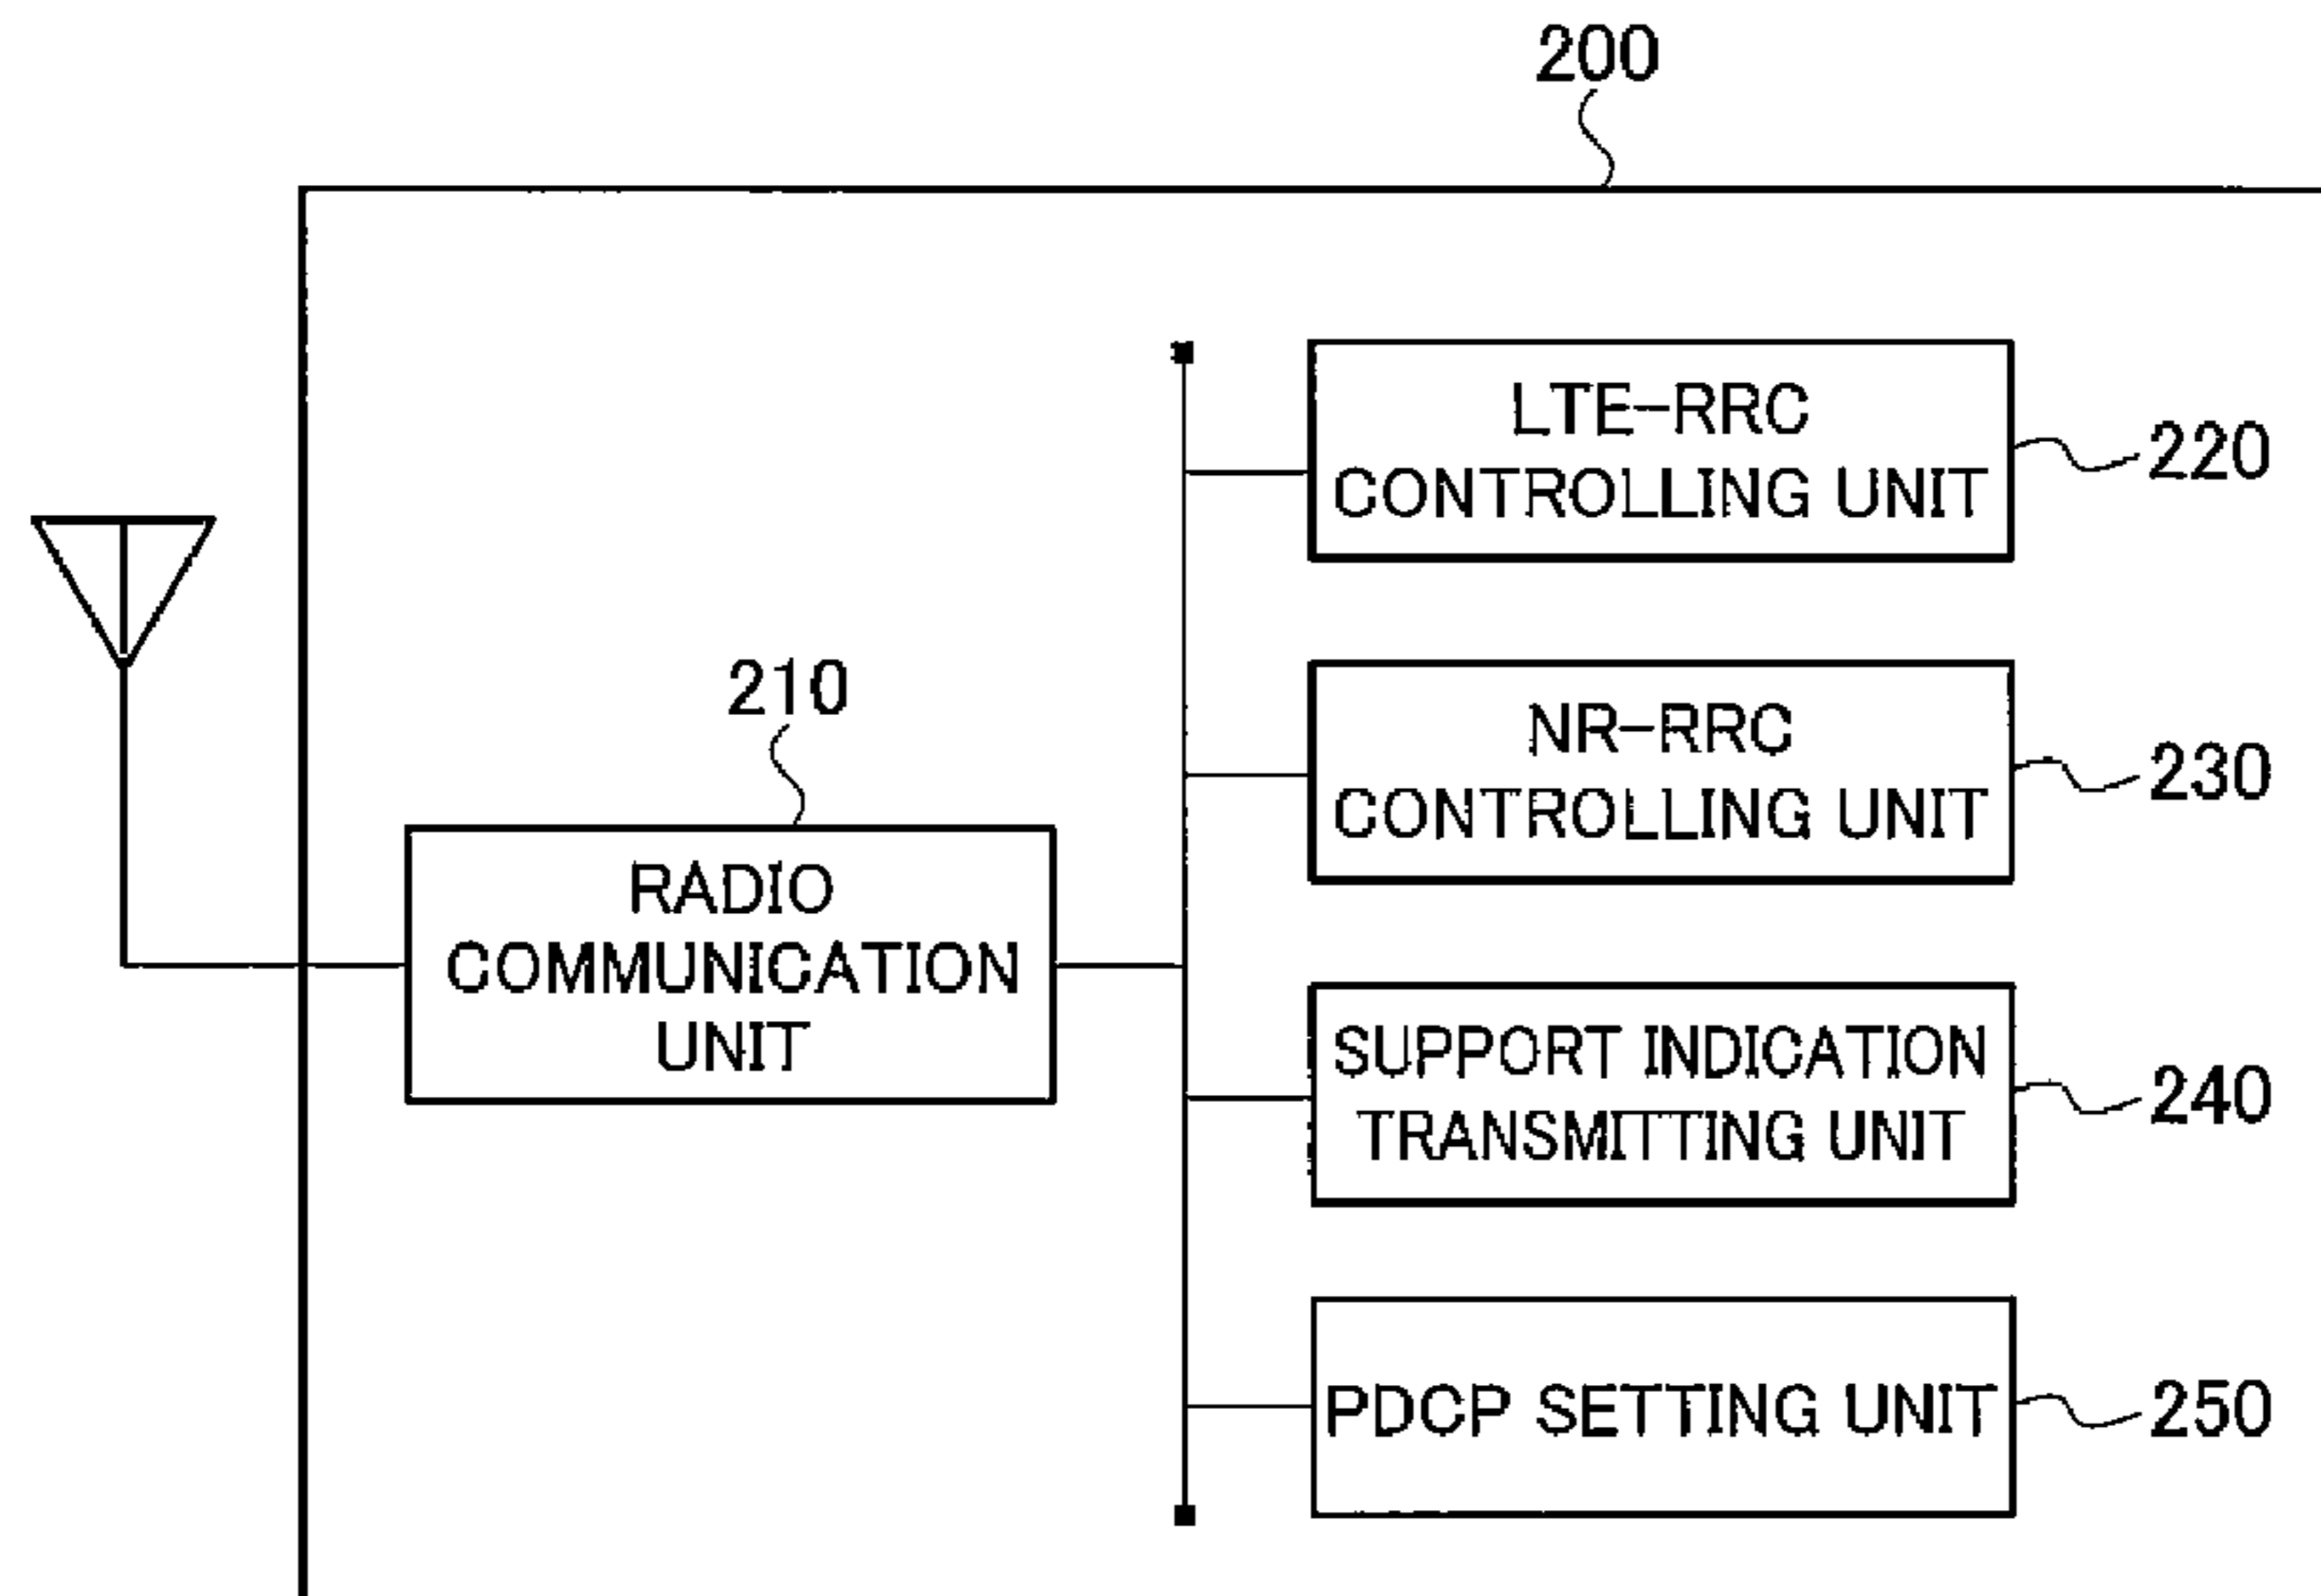 200
LTE-RRC
CONTROLLING UNIT
220
210
NR-RRC
CONTROLLING UNIT
230
RADIO
COMMUNICATION
UNIT
SUPPORT INDICATION
TRANSMITTING UNIT
240
PDCP SETTING UNIT
250